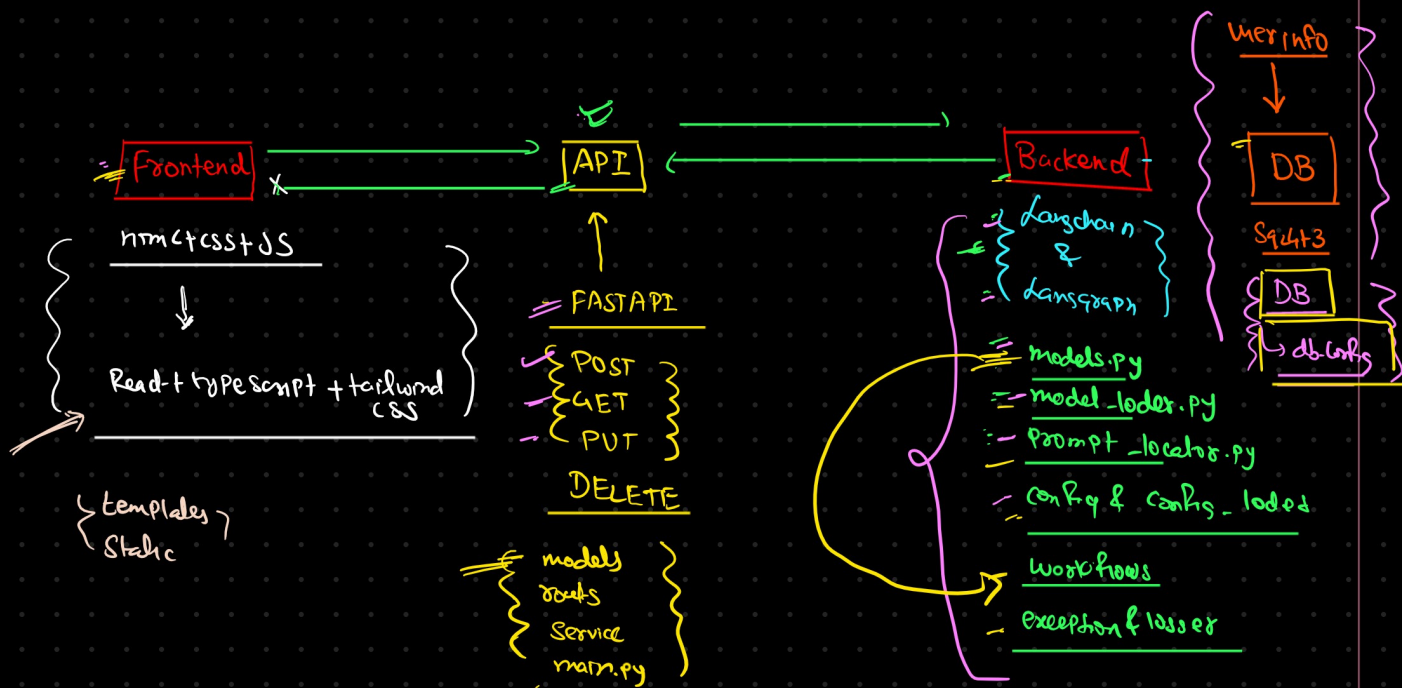 Frontend
HTML+CSS+JS
React+typescript + tailwind
css
templates
Static
API
FASTAPI
POST
GET
PUT
DELETE
models
routs
Service
main.py
Backend
Langchain
&
Langgraph
models.py
model_loder.py
prompt_locator.py
config & config_loded
workflows
exception & logger
User info
DB
Sqlit3
DB
db.config